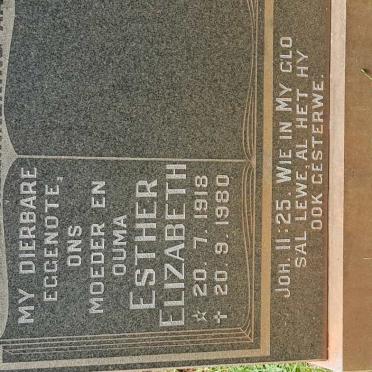 MY DIERBARE
EGGENOTE,
ONS
MOEDER EN
OUMA
ESTHER
ELIZABETH
☆ 20.7.1918
✝ 20.9.1980
JOH. 11:25. WIE IN MY GLO
SAL LEWE, AL HET HY
OOK GESTERWE.